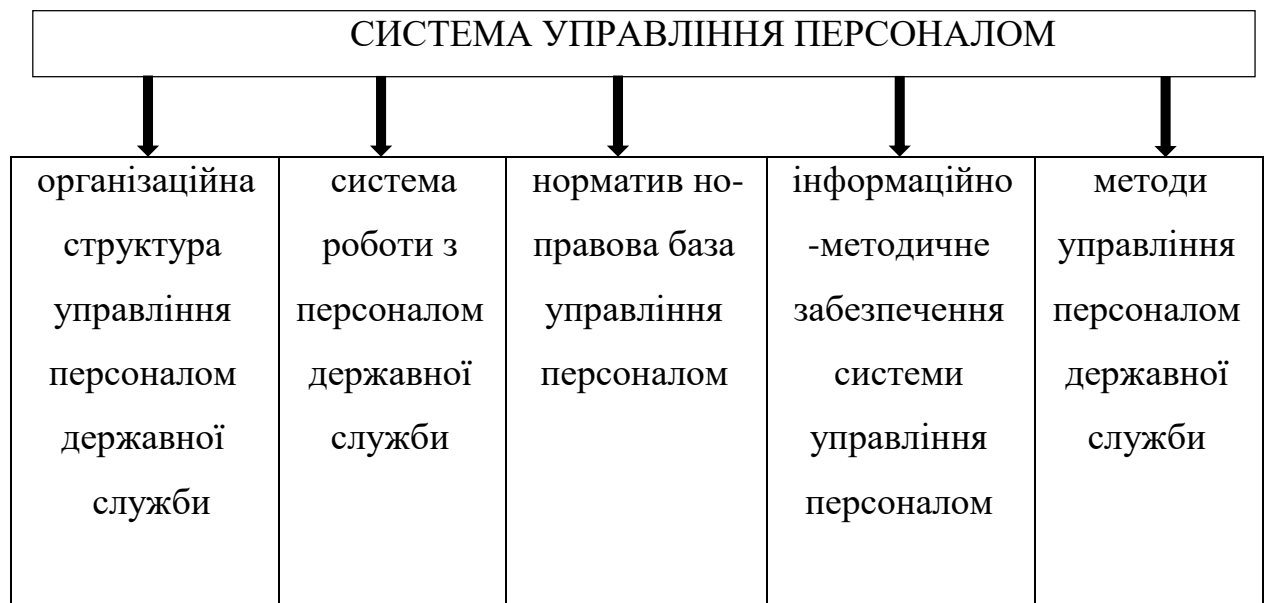 СИСТЕМА УПРАВЛІННЯ ПЕРСОНАЛОМ
організаційна
структура
управління
персоналом
державної
служби
система
роботи з
персоналом
державної
служби
норматив но-
правова база
управління
персоналом
інформаційно
-методичне
забезпечення
системи
управління
персоналом
методи
управління
персоналом
державної
служби